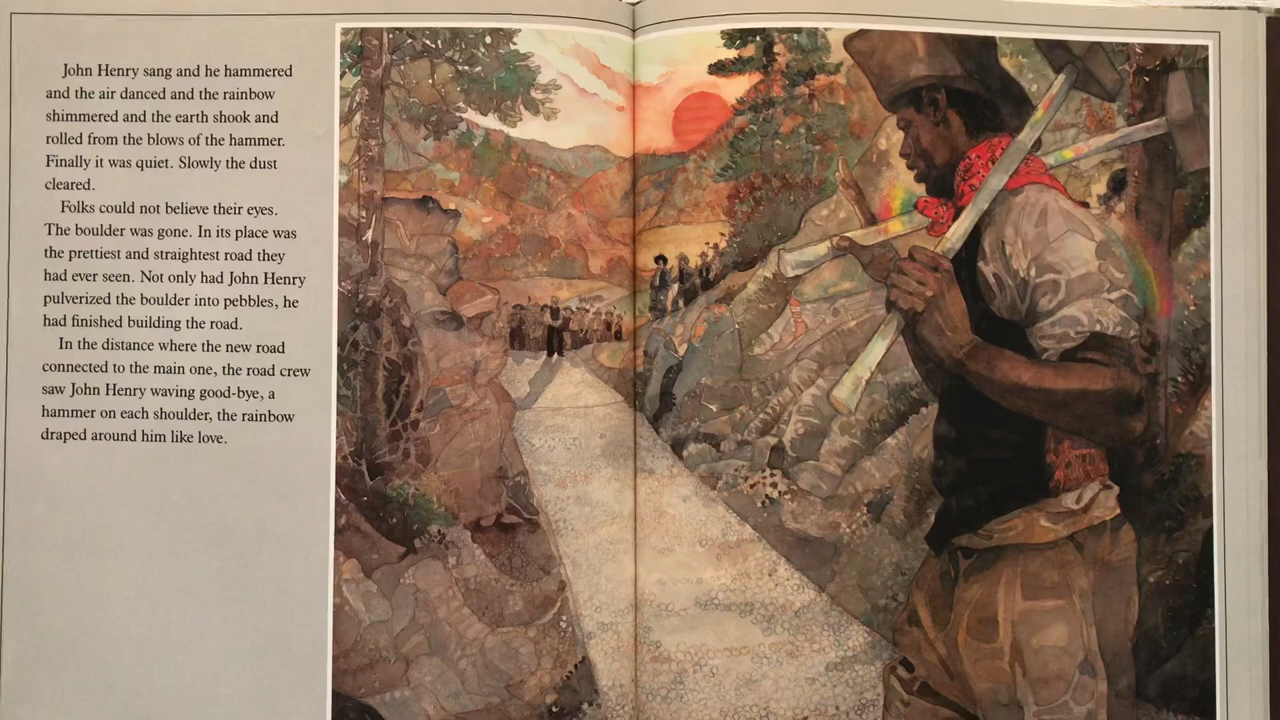 John Henry sang and he hammered
and the air danced and the rainbow
shimmered and the earth shook and
rolled from the blows of the hammer.
Finally it was quiet. Slowly the dust
cleared.
Folks could not believe their eyes.
The boulder was gone. In its place was
the prettiest and straightest road they
had ever seen. Not only had John Henry
pulverized the boulder into pebbles, he
had finished building the road.
In the distance where the new road
connected to the main one, the road crew
saw John Henry waving good-bye, a
hammer on each shoulder, the rainbow
draped around him like love.